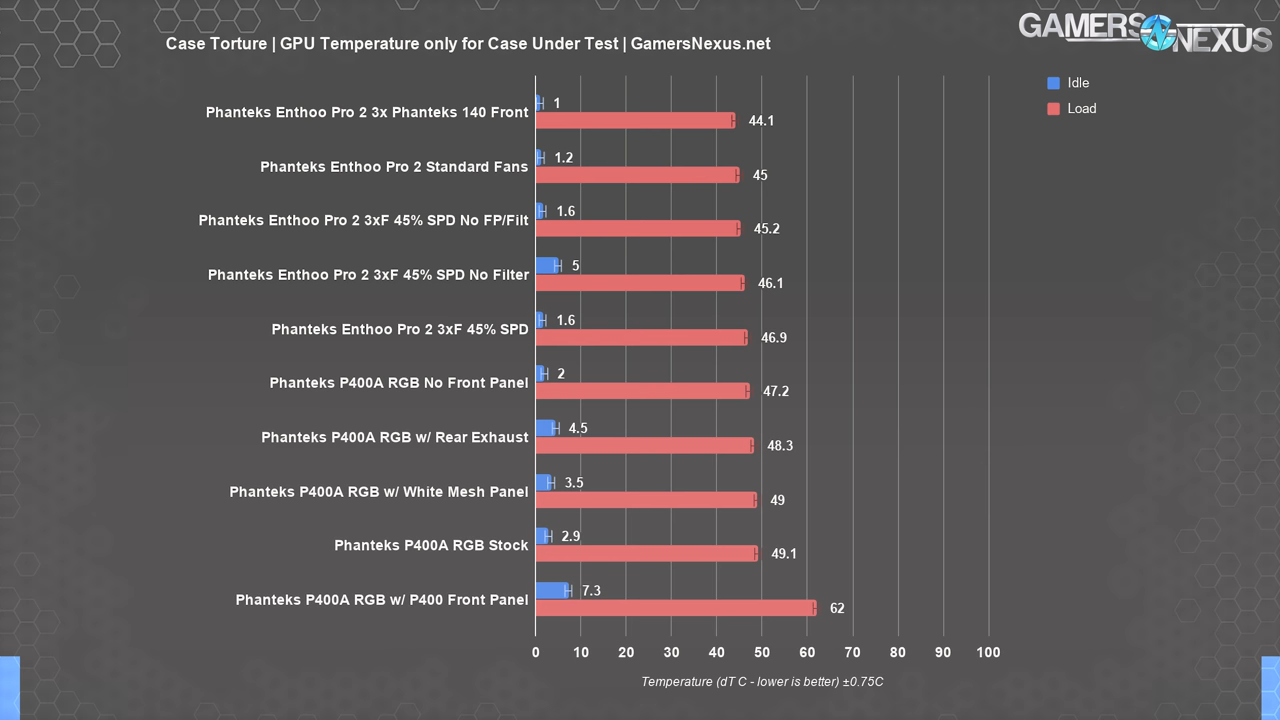 Case Torture | GPU Temperature only for Case Under Test | GamersNexus.net
GAMERS NEXUS
Idle
Load
Phanteks Enthoo Pro 2 3x Phanteks 140 Front
1
44.1
Phanteks Enthoo Pro 2 Standard Fans
1.2
45
Phanteks Enthoo Pro 2 3xF 45% SPD No FP/Filt
1.6
45.2
Phanteks Enthoo Pro 2 3xF 45% SPD No Filter
5
46.1
Phanteks Enthoo Pro 2 3xF 45% SPD
1.6
46.9
Phanteks P400A RGB No Front Panel
2
47.2
Phanteks P400A RGB w/ Rear Exhaust
4.5
48.3
Phanteks P400A RGB w/ White Mesh Panel
3.5
49
Phanteks P400A RGB Stock
2.9
49.1
Phanteks P400A RGB w/ P400 Front Panel
7.3
62
0 10 20 30 40 50 60 70 80 90 100
Temperature (dT C - lower is better) ±0.75C